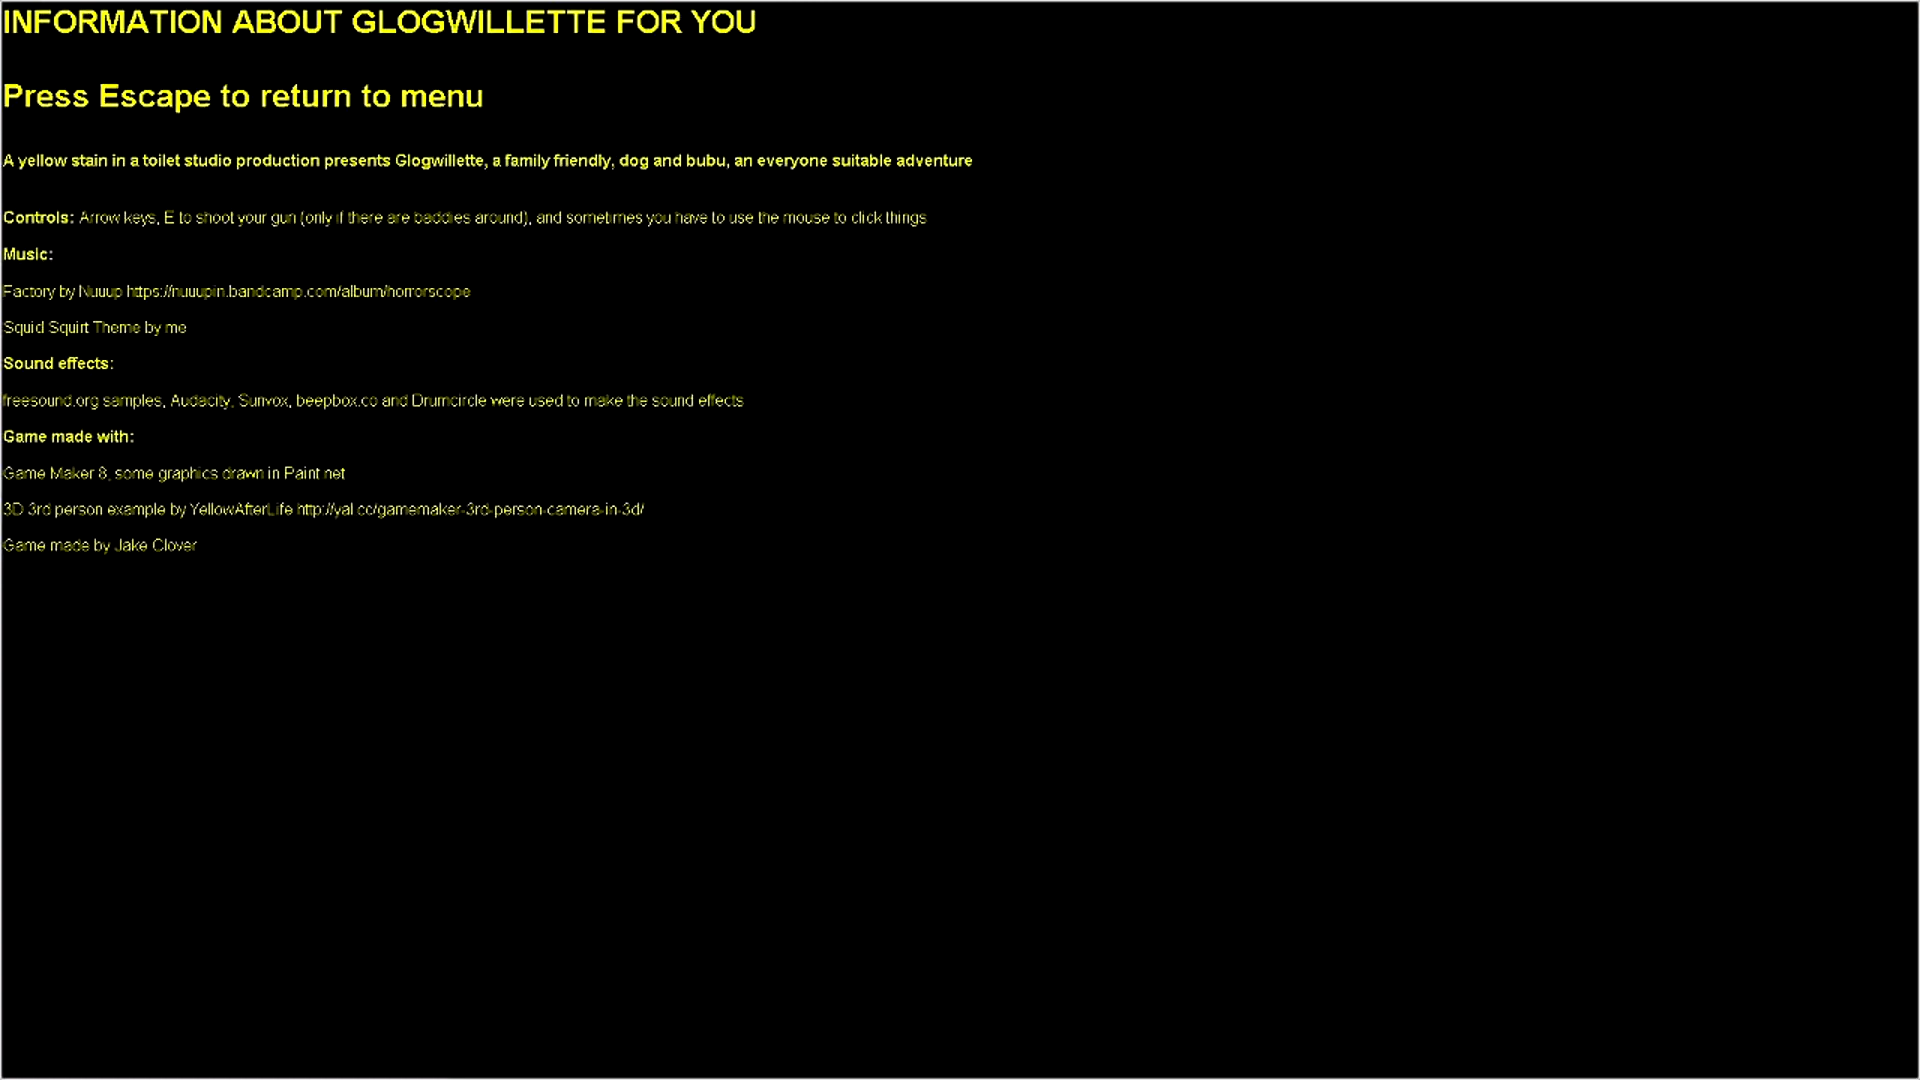 INFORMATION ABOUT GLOGWILLETTE FOR YOU
Press Escape to return to menu
A yellow stain in a toilet studio production presents Glogwillette, a family friendly, dog and bubu, an everyone suitable adventure
Controls: Arrow keys, E to shoot your gun (only if there are baddies around), and sometimes you have to use the mouse to click things
Music:
Factory by Nuuup https://nuuupin.bandcamp.com/album/horrorscope
Squid Squirt Theme by me
Sound effects:
freesound.org samples, Audacity, Sunvox, beepbox.co and Drumcircle were used to make the sound effects
Game made with:
Game Maker 8, some graphics drawn in Paint.net
3D 3rd person example by YellowAfterLife http://yal.cc/gamemaker-3rd-person-camera-in-3d/
Game made by Jake Clover